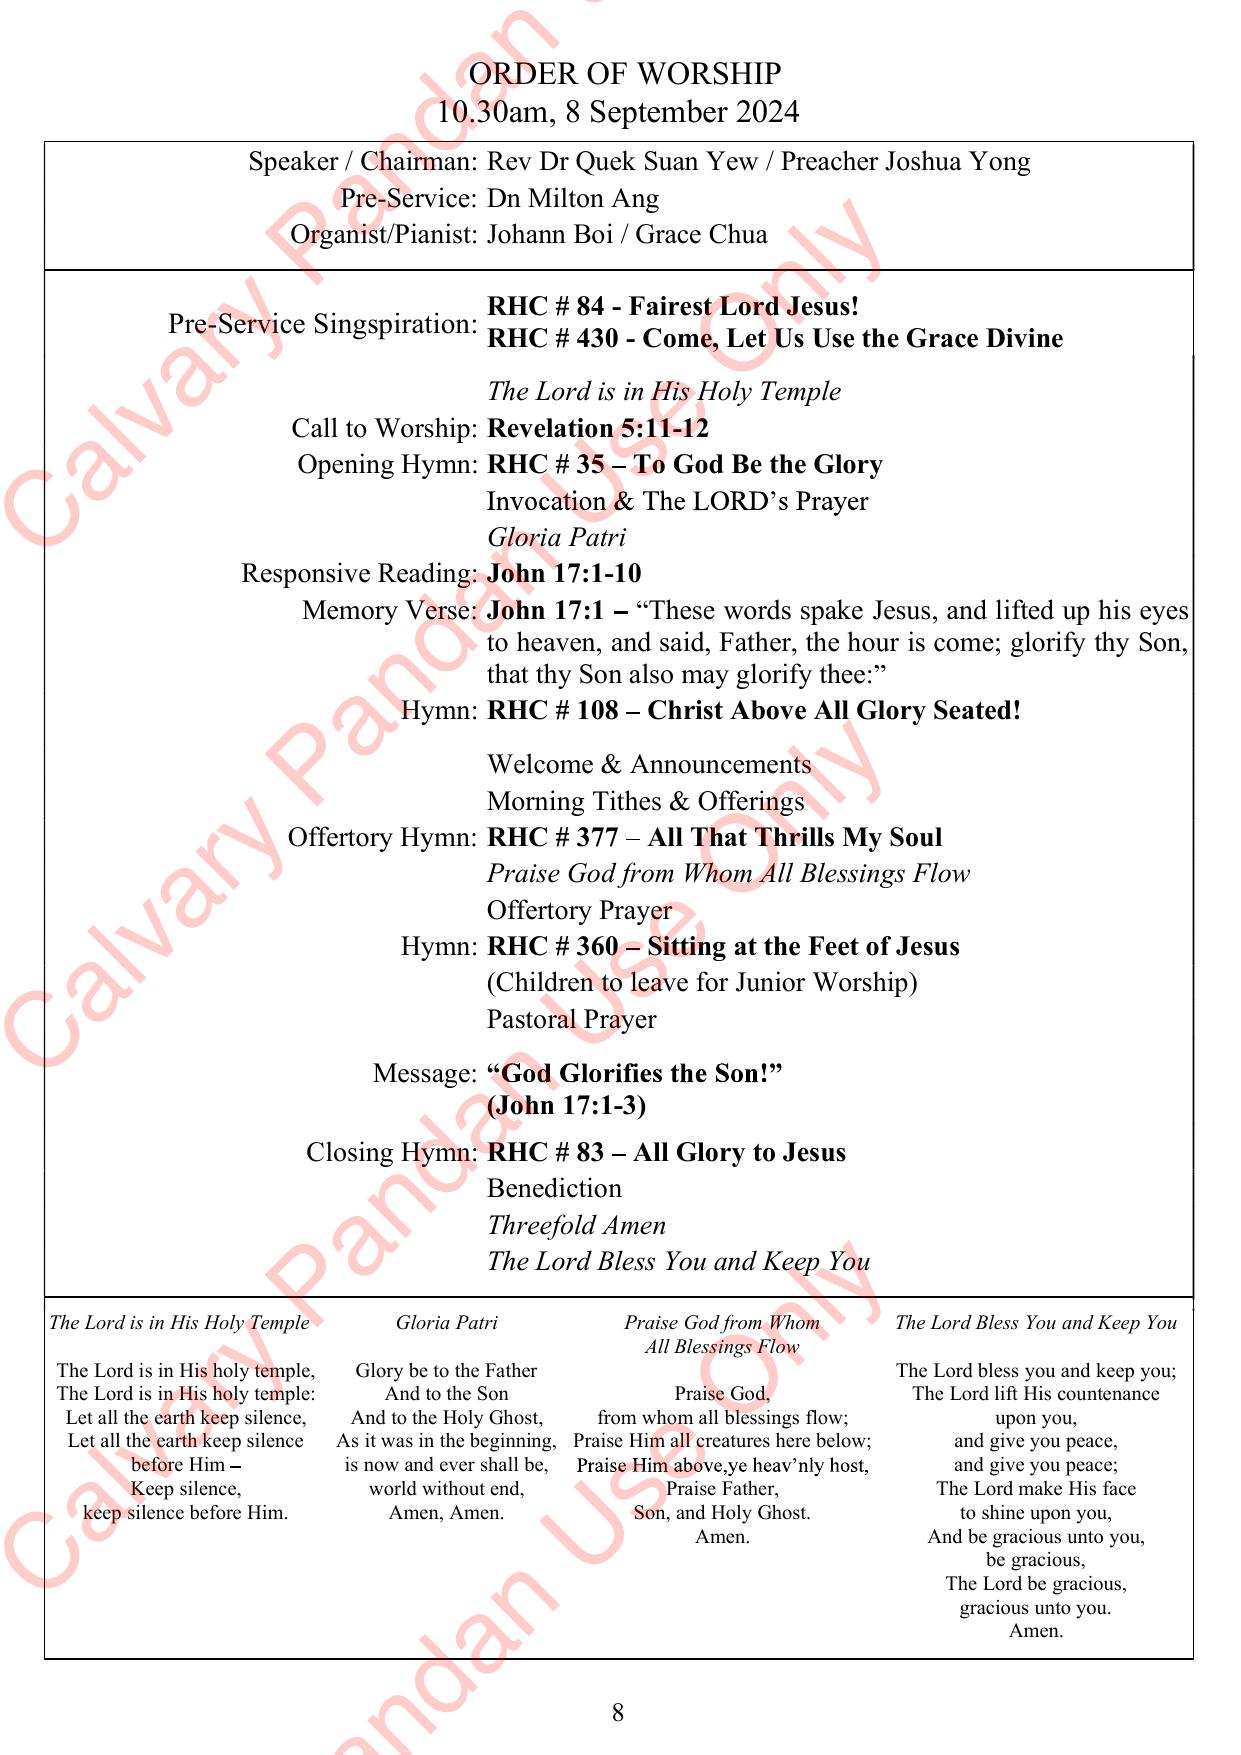 ORDER OF WORSHIP
10.30am, 8 September 2024
Speaker / Chairman: Rev Dr Quek Suan Yew / Preacher Joshua Yong
Pre-Service: Dn Milton Ang
Organist/Pianist: Johann Boi / Grace Chua
Pre-Service Singspiration: RHC # 84 - Fairest Lord Jesus!
RHC # 430 - Come, Let Us Use the Grace Divine
The Lord is in His Holy Temple
Call to Worship: Revelation 5:11-12
Opening Hymn: RHC # 35 – To God Be the Glory
Invocation & The LORD’s Prayer
Gloria Patri
Responsive Reading: John 17:1-10
Memory Verse: John 17:1 – “These words spake Jesus, and lifted up his eyes
to heaven, and said, Father, the hour is come; glorify thy Son,
that thy Son also may glorify thee:”
Hymn: RHC # 108 – Christ Above All Glory Seated!
Welcome & Announcements
Morning Tithes & Offerings
Offertory Hymn: RHC # 377 – All That Thrills My Soul
Praise God from Whom All Blessings Flow
Offertory Prayer
Hymn: RHC # 360 – Sitting at the Feet of Jesus
(Children to leave for Junior Worship)
Pastoral Prayer
Message: “God Glorifies the Son!”
(John 17:1-3)
Closing Hymn: RHC # 83 – All Glory to Jesus
Benediction
Threefold Amen
The Lord Bless You and Keep You
The Lord is in His Holy Temple
The Lord is in His holy temple,
The Lord is in His holy temple:
Let all the earth keep silence,
Let all the earth keep silence
before Him –
Keep silence,
keep silence before Him.
Gloria Patri
Glory be to the Father
And to the Son
And to the Holy Ghost,
As it was in the beginning,
is now and ever shall be,
world without end,
Amen, Amen.
Praise God from Whom
All Blessings Flow
Praise God,
from whom all blessings flow;
Praise Him all creatures here below;
Praise Him above,ye heav’nly host,
Praise Father,
Son, and Holy Ghost.
Amen.
The Lord Bless You and Keep You
The Lord bless you and keep you;
The Lord lift His countenance
upon you,
and give you peace,
and give you peace;
The Lord make His face
to shine upon you,
And be gracious unto you,
be gracious,
The Lord be gracious,
gracious unto you.
Amen.
8
Calvary Pandan Use Only
Calvary Pandan Use Only
Calvary Pandan Use Only